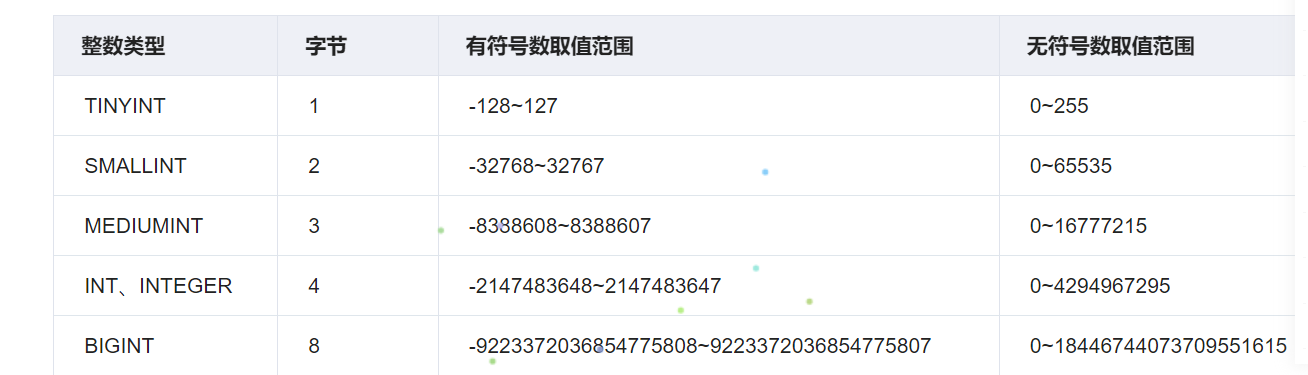 整数类型 字节 有符号数取值范围 无符号数取值范围
TINYINT 1 -128~127 0~255
SMALLINT 2 -32768~32767 0~65535
MEDIUMINT 3 -8388608~8388607 0~16777215
INT、INTEGER 4 -2147483648~2147483647 0~4294967295
BIGINT 8 -9223372036854775808~9223372036854775807 0~18446744073709551615